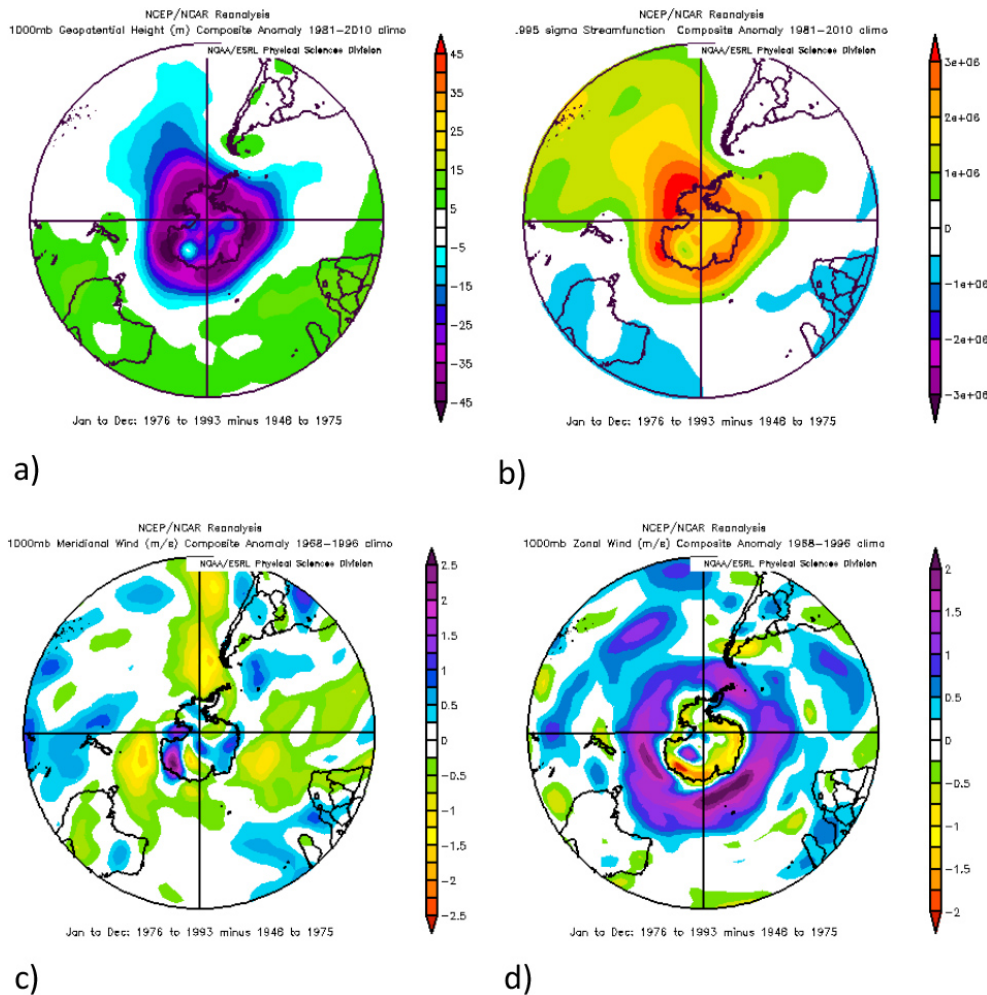 NCEP/NCAR Reanalysis
1000mb Geopotential Height (m) Composite Anomaly 1981-2010 climo
NOAA/ESRL Physical Sciences Division
45
35
25
15
5
-5
-15
-25
-35
-45
Jan to Dec: 1976 to 1993 minus 1948 to 1975
a)
NCEP/NCAR Reanalysis
.995 sigma Streamfunction Composite Anomaly 1981-2010 climo
NOAA/ESRL Physical Sciences Division
3e+06
2e+06
1e+06
0
-1e+06
-2e+06
-3e+06
Jan to Dec: 1976 to 1993 minus 1948 to 1975
b)
NCEP/NCAR Reanalysis
1000mb Meridional Wind (m/s) Composite Anomaly 1968-1996 climo
NOAA/ESRL Physical Sciences Division
2.5
2
1.5
1
0.5
0
-0.5
-1
-1.5
-2
-2.5
Jan to Dec: 1976 to 1993 minus 1948 to 1975
c)
NCEP/NCAR Reanalysis
1000mb Zonal Wind (m/s) Composite Anomaly 1968-1996 climo
NOAA/ESRL Physical Sciences Division
2
1.5
1
0.5
0
-0.5
-1
-1.5
-2
Jan to Dec: 1976 to 1993 minus 1948 to 1975
d)